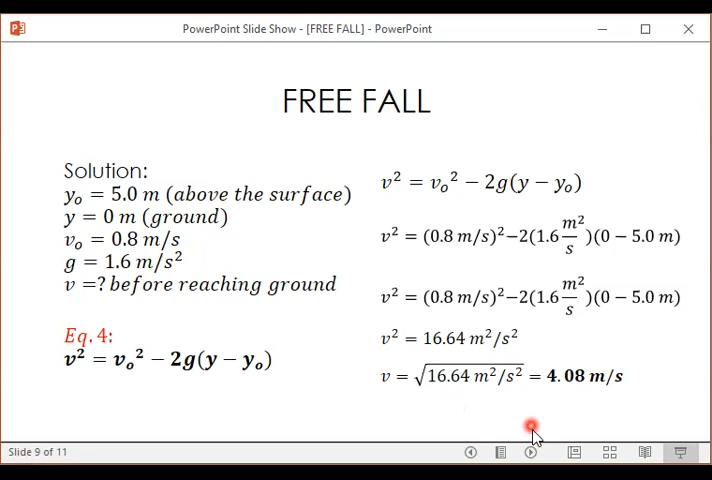 PowerPoint Slide Show - [FREE FALL] - PowerPoint
FREE FALL
Solution:
yₒ = 5.0 m (above the surface)
y = 0 m (ground)
vₒ = 0.8 m/s
g = 1.6 m/s²
v =? before reaching ground
Eq. 4:
v² = vₒ² − 2g(y − yₒ)
v² = vₒ² − 2g(y − yₒ)
v² = (0.8 m/s)²−2(1.6 m²/s)(0 − 5.0 m)
v² = (0.8 m/s)²−2(1.6 m²/s)(0 − 5.0 m)
v² = 16.64 m²/s²
v = √16.64 m²/s² = 4.08 m/s
Slide 9 of 11